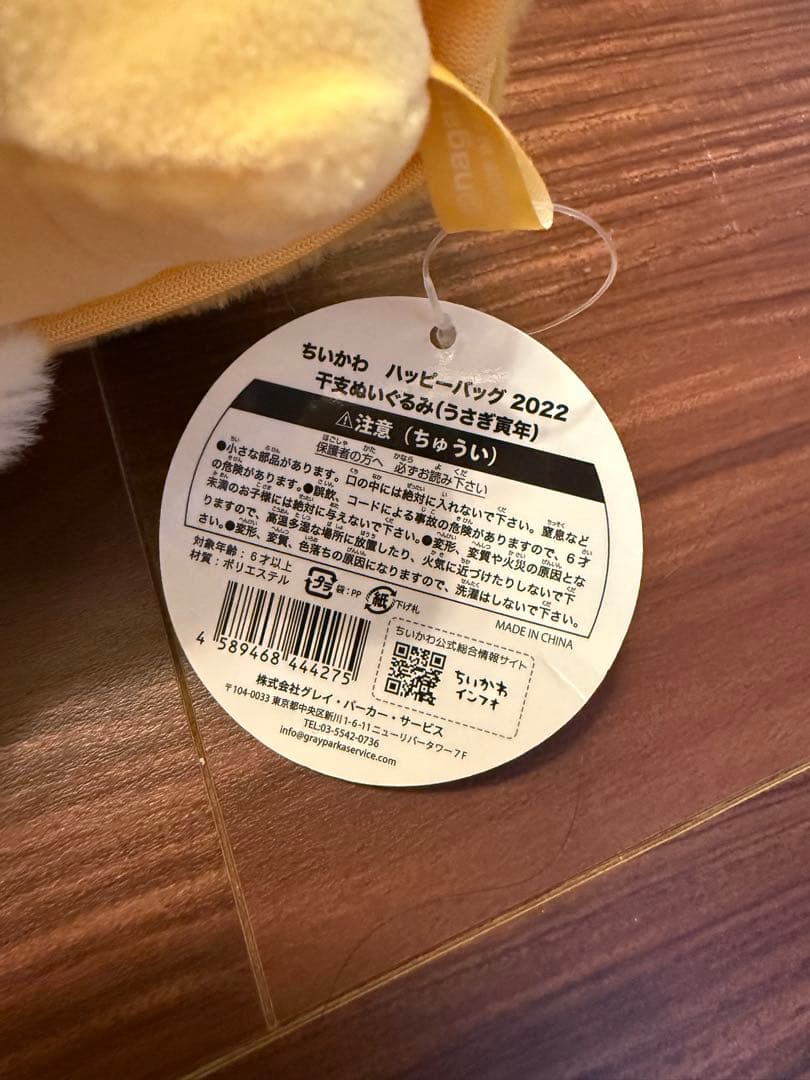 naga
ちいかわ　ハッピーバッグ 2022
干支ぬいぐるみ(うさぎ寅年)
⚠注意（ちゅうい）
保護者の方へ　必ずお読み下さい
●小さな部品があります。口の中には絶対に入れないで下さい。窒息など
の危険があります。●誤飲、コードによる事故の危険がありますので、６才
未満のお子様には絶対に与えないで下さい。●変形、変質や火災の原因とな
りますので、高温多湿な場所に放置したり、火気に近づけたりしないで下
さい。●変形、変質、色落ちの原因になりますので、洗濯はしないで下さい。
対象年齢：６才以上
材質：ポリエステル
プラ 袋：PP 紙 下げ札
MADE IN CHINA
4 589468 444275
ちいかわ公式総合情報サイト
ちいかわ
インフォ
株式会社グレイ・パーカー・サービス
〒104-0033 東京都中央区新川1-6-11ニューリバータワー７F
TEL:03-5542-0736
info@grayparkaservice.com